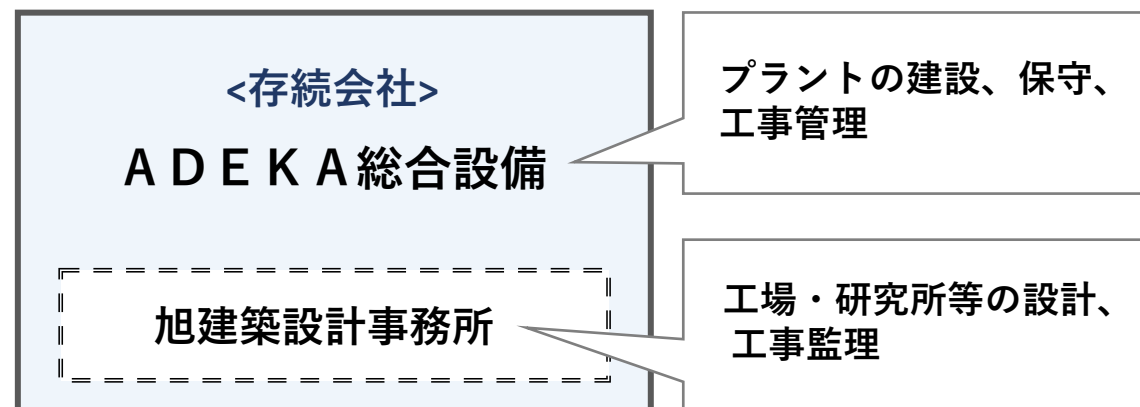 <存続会社>
ＡＤＥＫＡ総合設備
プラントの建設、保守、
工事管理
旭建築設計事務所
工場・研究所等の設計、
工事監理